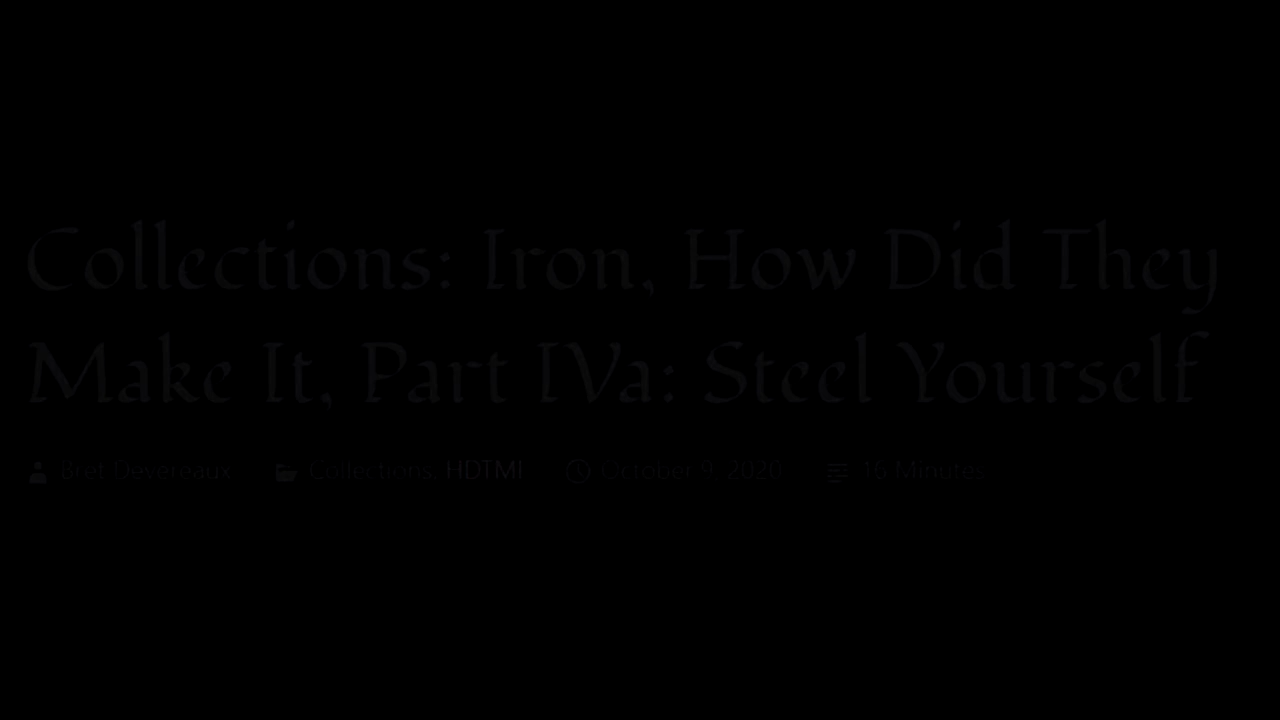 Collections: Iron, How Did They
Make It, Part IVa: Steel Yourself
Bret Devereaux Collections, HDTMI October 9, 2020 16 Minutes